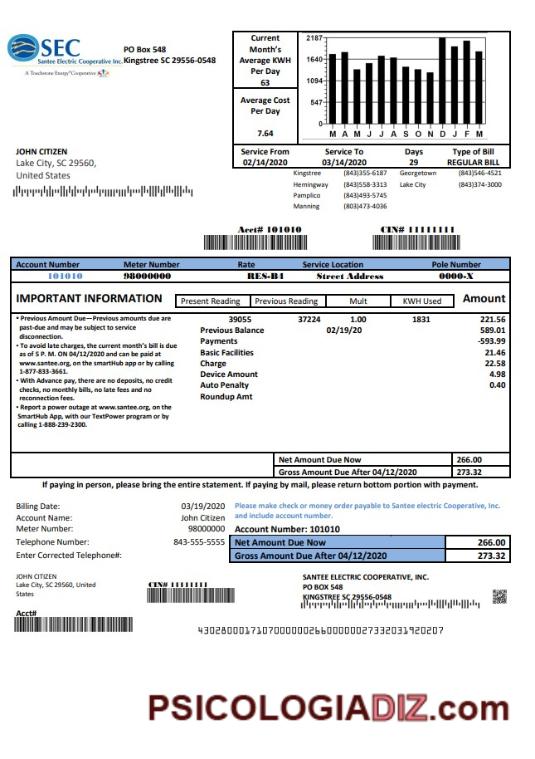 SEC
Santee Electric Cooperative Inc.
A Touchstone Energy® Cooperative
PO Box 548
Kingstree SC 29556-0548
Current
Month's
Average KWH
Per Day
63
Average Cost
Per Day
7.64
2187
1640
1094
547
0
M A M J J A S O N D J F M
Service From Service To Days Type of Bill
02/14/2020 03/14/2020 29 REGULAR BILL
JOHN CITIZEN
Lake City, SC 29560,
United States
Kingstree (843)355-6187 Georgetown (843)546-4521
Hemingway (843)558-3313 Lake City (843)374-3000
Pamplico (843)493-5745
Manning (803)473-4036
Acct# 101010 CIN# 11111111
Account Number Meter Number Rate Service Location Pole Number
101010 98000000 RES-B4 Street Address 0000-X
IMPORTANT INFORMATION Present Reading Previous Reading Mult KWH Used Amount
• Previous Amount Due—Previous amounts due are
past-due and may be subject to service
disconnection.
• To avoid late charges, the current month's bill is due
as of 5 P. M. ON 04/12/2020 and can be paid at
www.santee.org, on the smartHub app or by calling
1-877-833-3661.
• With Advance pay, there are no deposits, no credit
checks, no monthly bills, no late fees and no
reconnection fees.
• Report a power outage at www.santee.org, on the
SmartHub App, with our TextPower program or by
calling 1-888-239-2300.
39055 37224 1.00 1831 221.56
Previous Balance 02/19/20 589.01
Payments -593.99
Basic Facilities 21.46
Charge 22.58
Device Amount 4.98
Auto Penalty 0.40
Roundup Amt
Net Amount Due Now 266.00
Gross Amount Due After 04/12/2020 273.32
If paying in person, please bring the entire statement. If paying by mail, please return bottom portion with payment.
Billing Date: 03/19/2020
Account Name: John Citizen
Meter Number: 98000000
Telephone Number: 843-555-5555
Enter Corrected Telephone#:
Please make check or money order payable to Santee electric Cooperative, Inc.
and include account number.
Account Number: 101010
Net Amount Due Now 266.00
Gross Amount Due After 04/12/2020 273.32
JOHN CITIZEN
Lake City, SC 29560, United
States
CIN# 11111111
SANTEE ELECTRIC COOPERATIVE, INC.
PO BOX 548
KINGSTREE SC 29556-0548
Acct#
4302800017107000000266000000273320319202​07
PSICOLOGIADIZ.com